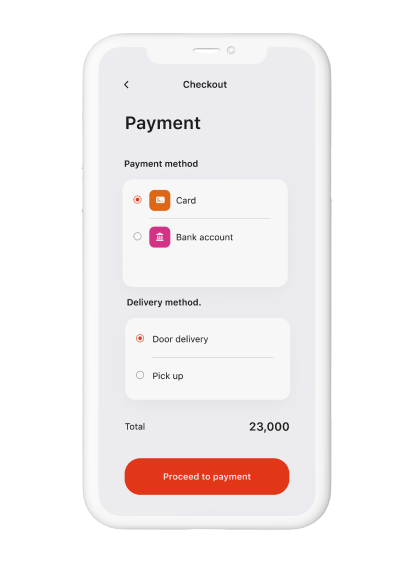 Checkout
Payment
Payment method
Card
Bank account
Delivery method.
Door delivery
Pick up
Total 23,000
Proceed to payment